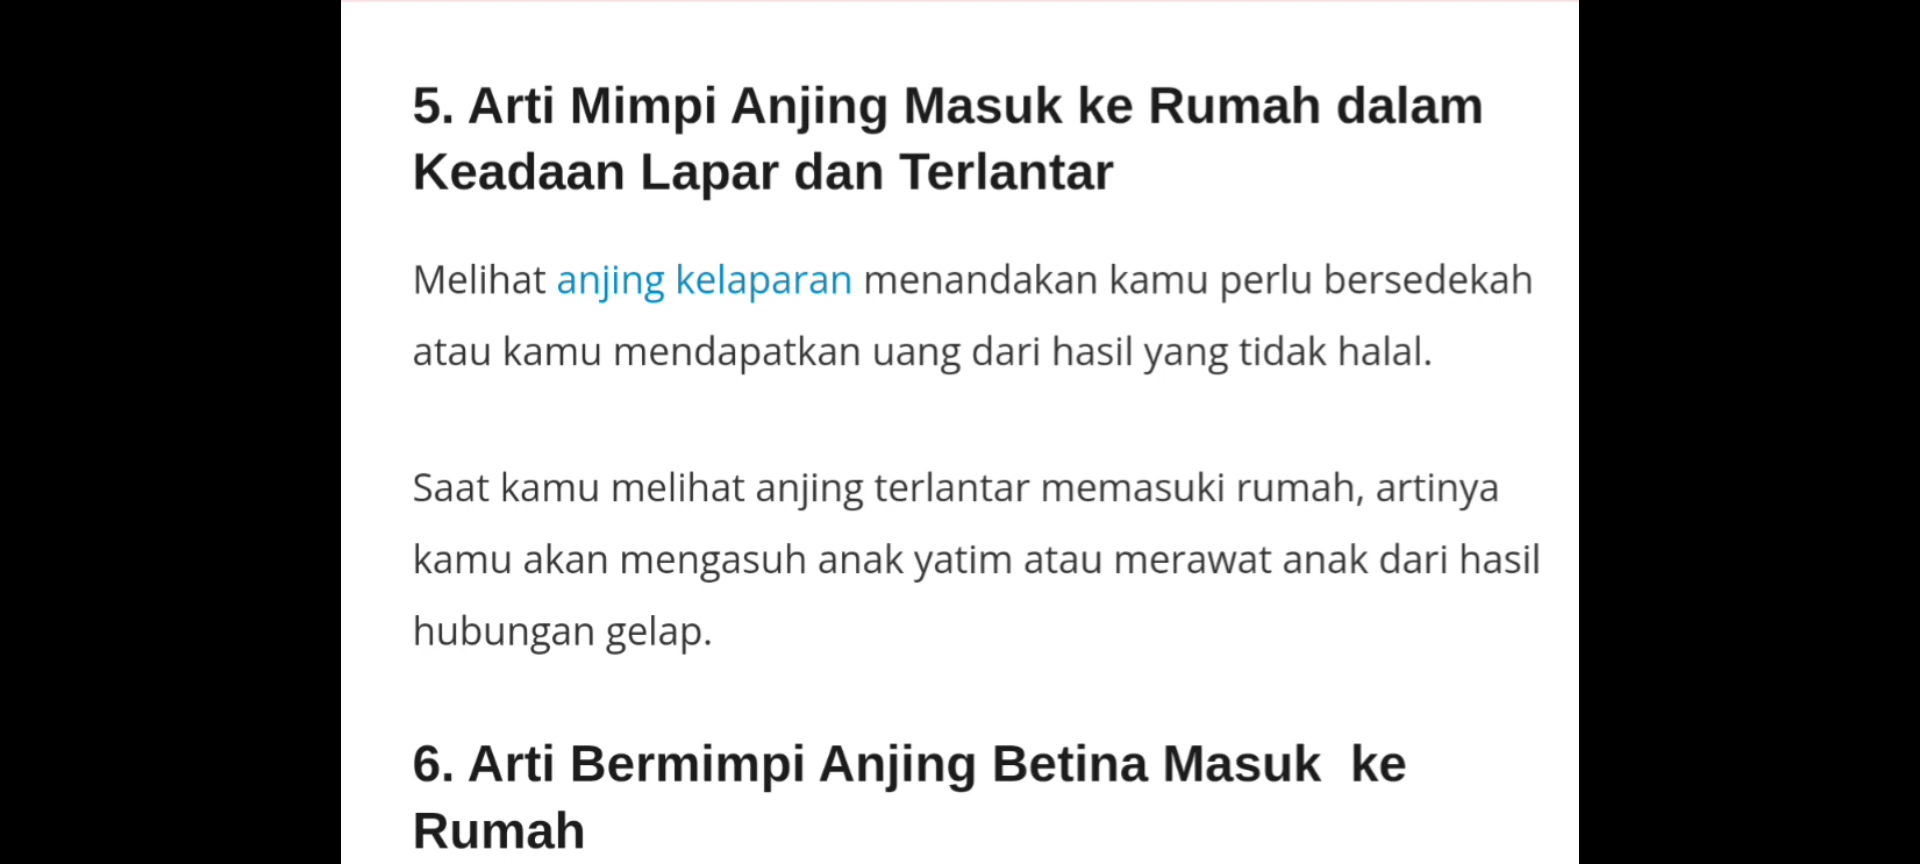 5. Arti Mimpi Anjing Masuk ke Rumah dalam
Keadaan Lapar dan Terlantar
Melihat anjing kelaparan menandakan kamu perlu bersedekah
atau kamu mendapatkan uang dari hasil yang tidak halal.
Saat kamu melihat anjing terlantar memasuki rumah, artinya
kamu akan mengasuh anak yatim atau merawat anak dari hasil
hubungan gelap.
6. Arti Bermimpi Anjing Betina Masuk  ke
Rumah